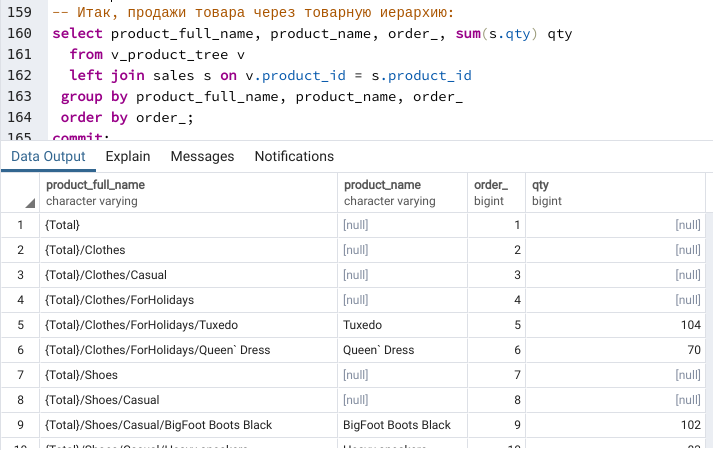 159 -- Итак, продажи товара через товарную иерархию:
160 select product_full_name, product_name, order_, sum(s.qty) qty
161 from v_product_tree v
162 left join sales s on v.product_id = s.product_id
163 group by product_full_name, product_name, order_
164 order by order_;
165 commit;
Data Output Explain Messages Notifications
product_full_name product_name order_ qty
character varying character varying bigint bigint
1 {Total} [null] 1 [null]
2 {Total}/Clothes [null] 2 [null]
3 {Total}/Clothes/Casual [null] 3 [null]
4 {Total}/Clothes/ForHolidays [null] 4 [null]
5 {Total}/Clothes/ForHolidays/Tuxedo Tuxedo 5 104
6 {Total}/Clothes/ForHolidays/Queen` Dress Queen` Dress 6 70
7 {Total}/Shoes [null] 7 [null]
8 {Total}/Shoes/Casual [null] 8 [null]
9 {Total}/Shoes/Casual/BigFoot Boots Black BigFoot Boots Black 9 102